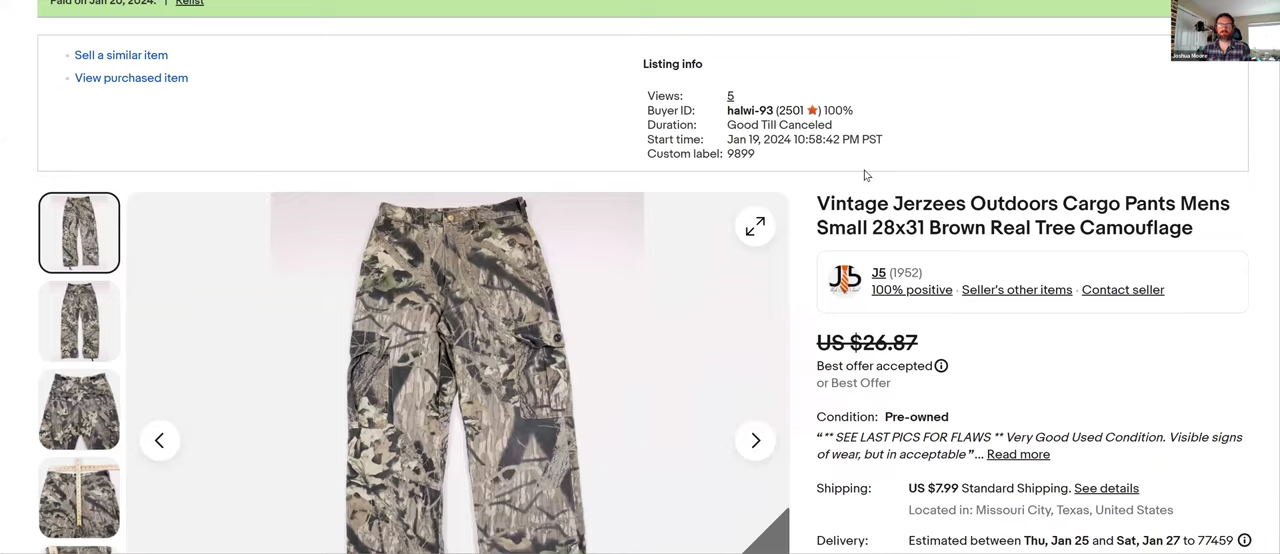 Paid on Jan 20, 2024. | Relist
Joshua Moore
Sell a similar item
View purchased item
Listing info
Views: 5
Buyer ID: halwi-93 (2501 ) 100%
Duration: Good Till Canceled
Start time: Jan 19, 2024 10:58:42 PM PST
Custom label: 9899
Vintage Jerzees Outdoors Cargo Pants Mens
Small 28x31 Brown Real Tree Camouflage
J5
J5 (1952)
100% positive · Seller's other items · Contact seller
US $26.87
Best offer accepted
or Best Offer
Condition: Pre-owned
“** SEE LAST PICS FOR FLAWS ** Very Good Used Condition. Visible signs
of wear, but in acceptable ”... Read more
Shipping: US $7.99 Standard Shipping. See details
Located in: Missouri City, Texas, United States
Delivery: Estimated between Thu, Jan 25 and Sat, Jan 27 to 77459